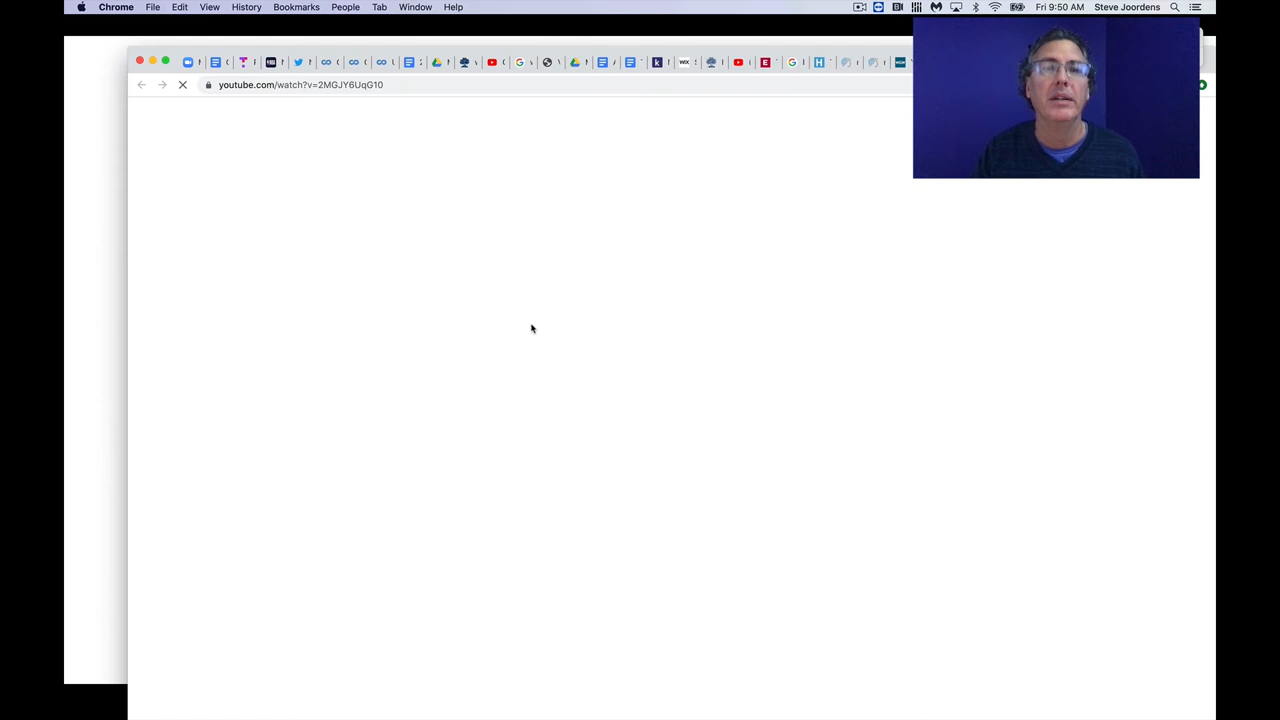 Chrome File Edit View History Bookmarks People Tab Window Help Fri 9:50 AM Steve Joordens
youtube.com/watch?v=2MGJY6UqG10